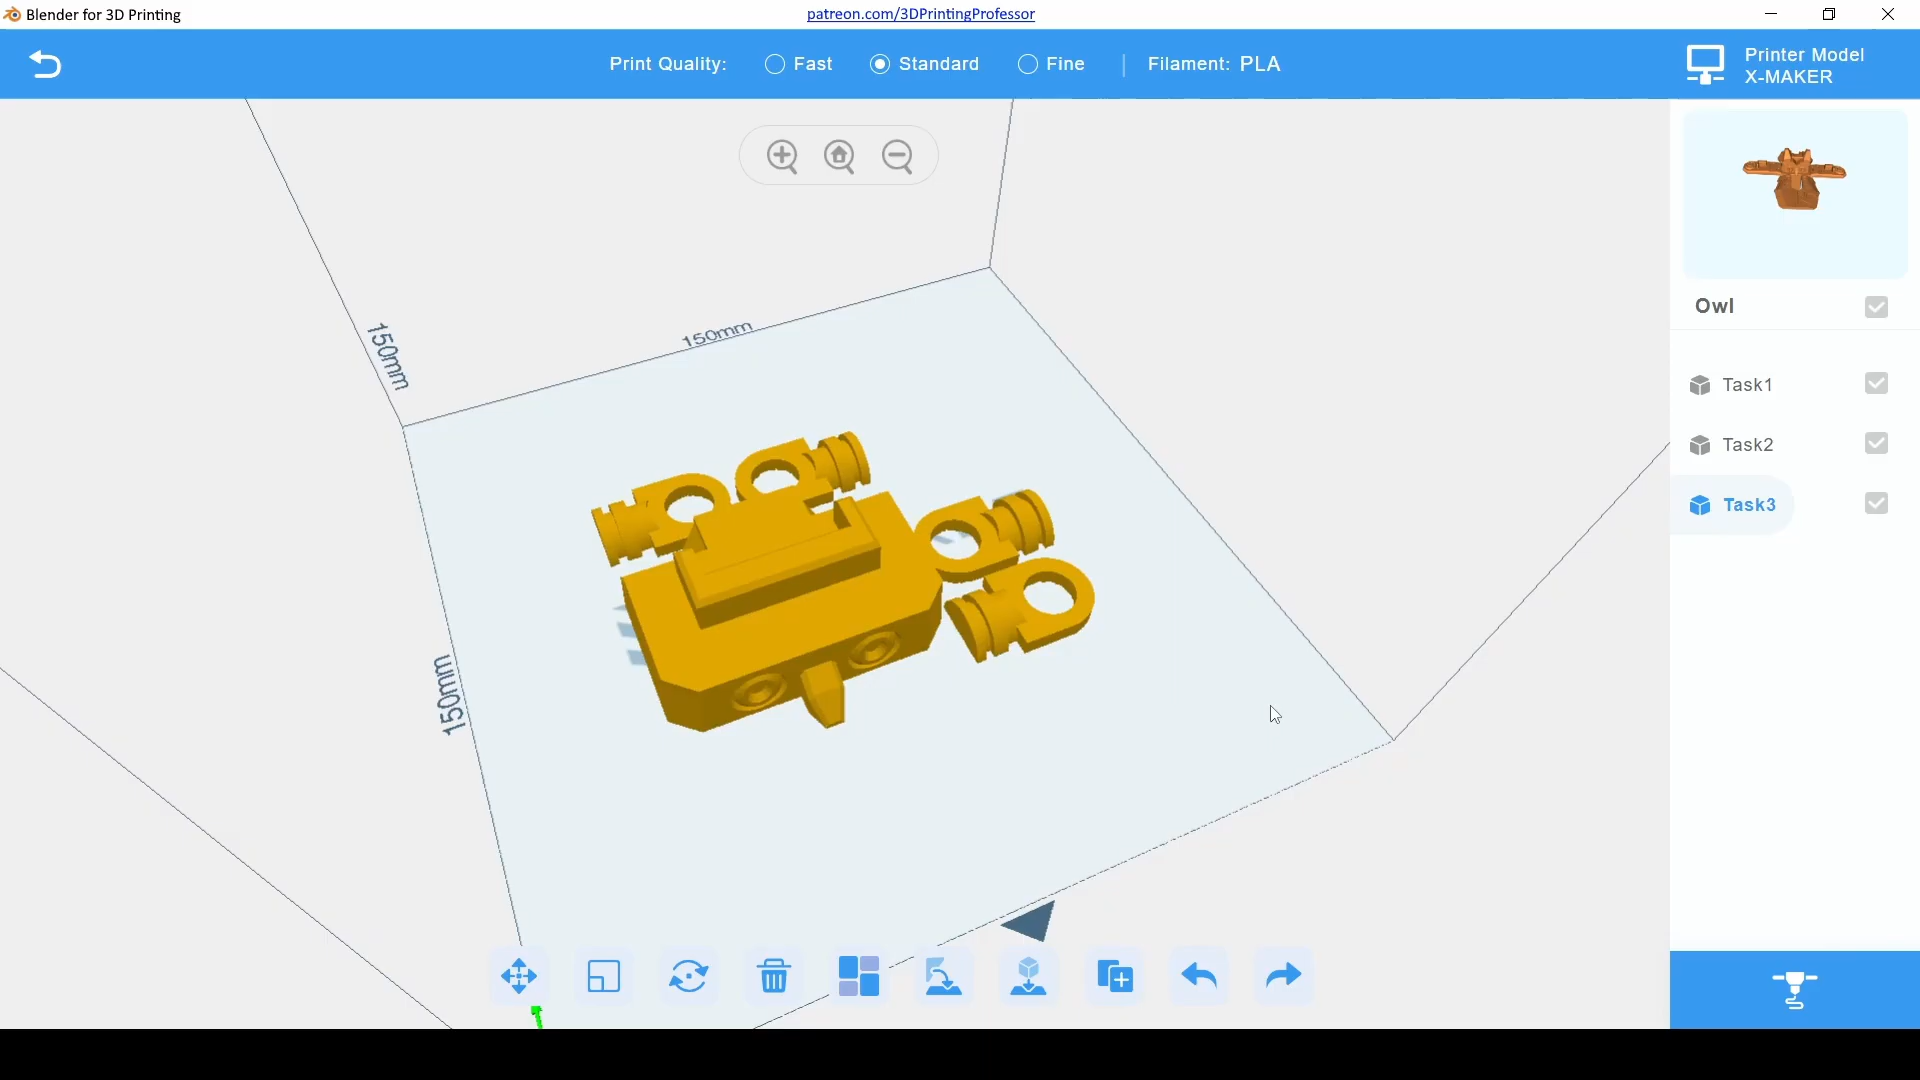 Blender for 3D Printing
patreon.com/3DPrintingProfessor
Print Quality: Fast Standard Fine | Filament: PLA
Printer Model
X-MAKER
150mm
150mm
150mm
Owl
Task1
Task2
Task3